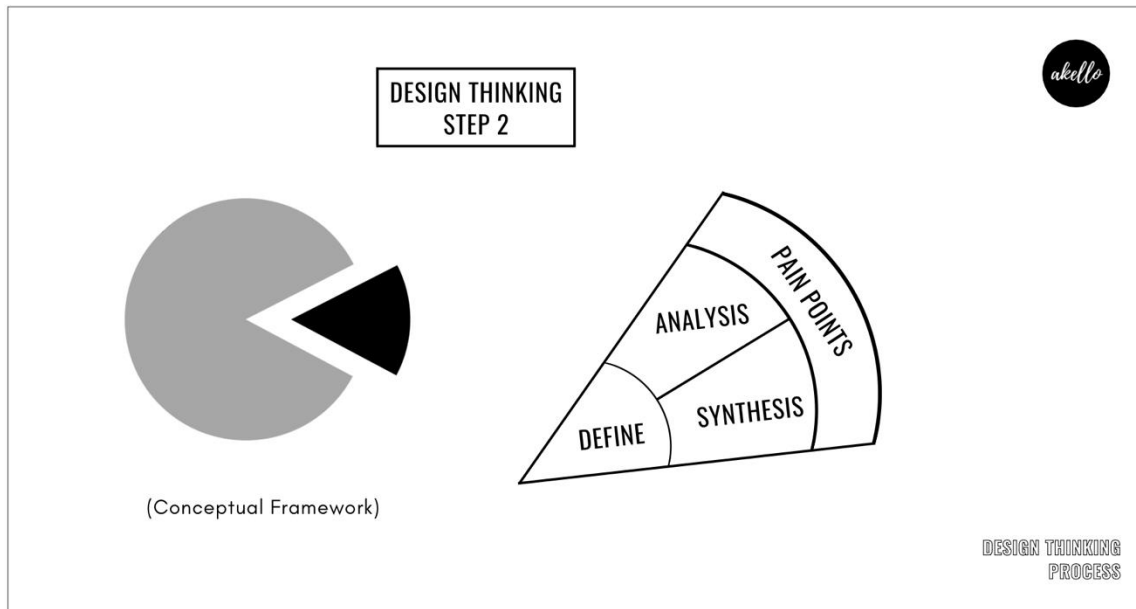 akello
DESIGN THINKING
STEP 2
PAIN POINTS
ANALYSIS
SYNTHESIS
DEFINE
(Conceptual Framework)
DESIGN THINKING
PROCESS